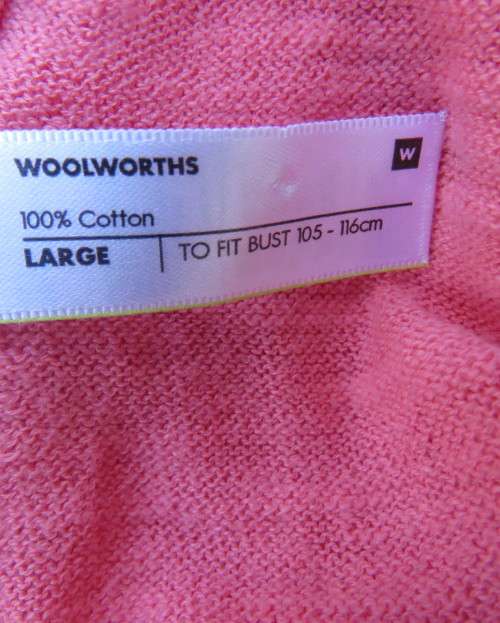 WOOLWORTHS
W
100% Cotton
LARGE
TO FIT BUST 105 - 116cm